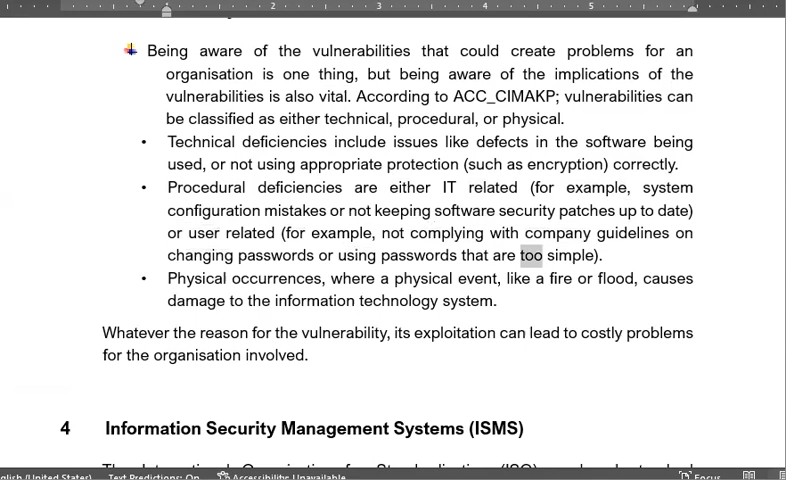 2 3 4 5
Being aware of the vulnerabilities that could create problems for an
organisation is one thing, but being aware of the implications of the
vulnerabilities is also vital. According to ACC_CIMAKP; vulnerabilities can
be classified as either technical, procedural, or physical.
• Technical deficiencies include issues like defects in the software being
used, or not using appropriate protection (such as encryption) correctly.
• Procedural deficiencies are either IT related (for example, system
configuration mistakes or not keeping software security patches up to date)
or user related (for example, not complying with company guidelines on
changing passwords or using passwords that are too simple).
• Physical occurrences, where a physical event, like a fire or flood, causes
damage to the information technology system.
Whatever the reason for the vulnerability, its exploitation can lead to costly problems
for the organisation involved.
4 Information Security Management Systems (ISMS)
(United States) Text Predictions: On Accessibility Unavailable Focus